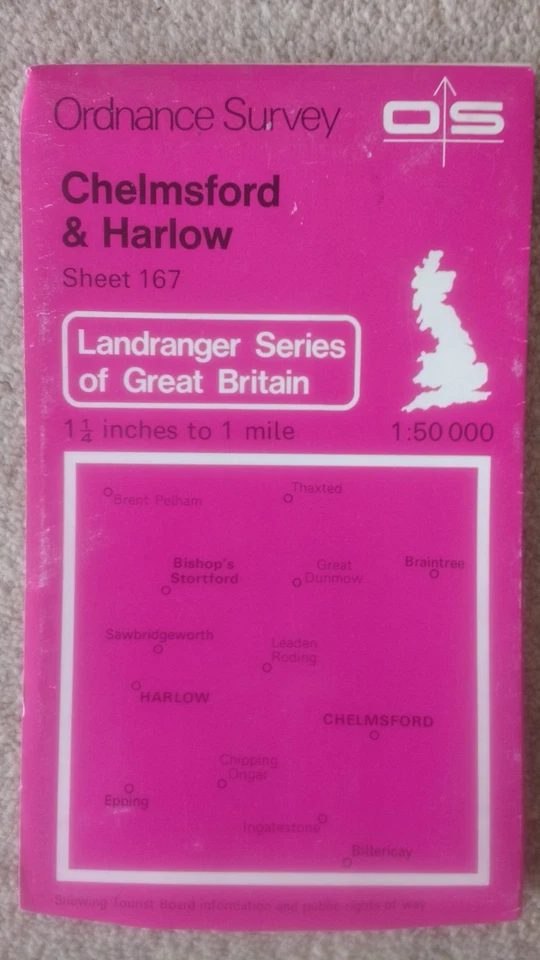 Ordnance Survey
OS
Chelmsford
& Harlow
Sheet 167
Landranger Series
of Great Britain
1¼ inches to 1 mile 1:50 000
Brent Pelham
Thaxted
Bishop's
Stortford
Great
Dunmow
Braintree
Sawbridgeworth
Leaden
Roding
HARLOW
CHELMSFORD
Chipping
Ongar
Epping
Ingatestone
Billericay
Showing Tourist Board information and public rights of way